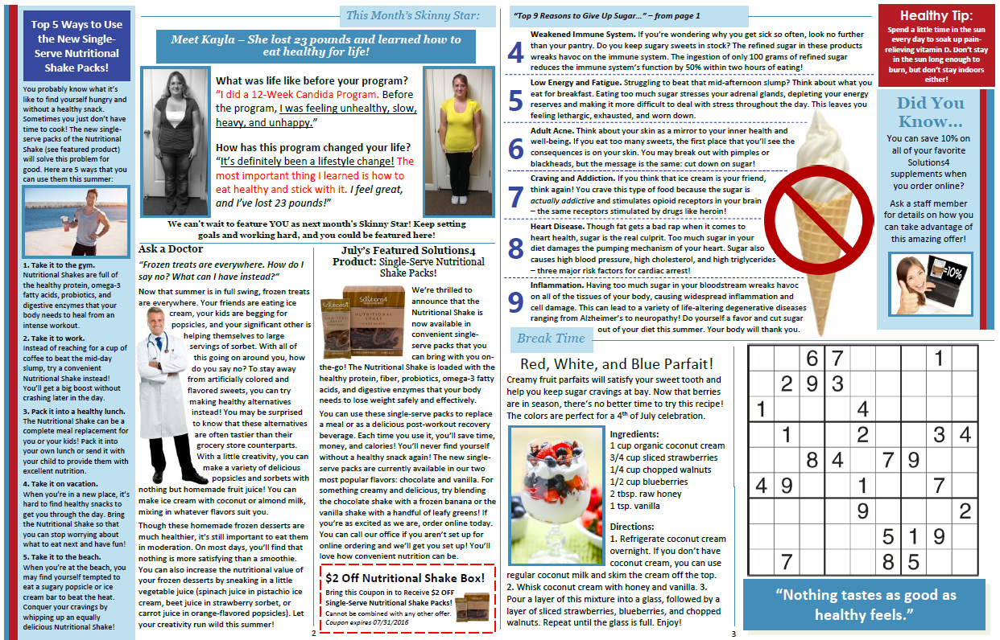 Top 5 Ways to Use
the New Single-
Serve Nutritional
Shake Packs!
You probably know what it's
like to find yourself hungry and
without a healthy snack.
Sometimes you just don't have
time to cook! The new single-
serve packs of the Nutritional
Shake (see featured product)
will solve this problem for
good. Here are 5 ways that you
can use them this summer:
1. Take it to the gym.
Nutritional Shakes are full of
the healthy protein, omega-3
fatty acids, probiotics, and
digestive enzymes that your
body needs to heal from an
intense workout.
2. Take it to work.
Instead of reaching for a cup of
coffee to beat the mid-day
slump, try a convenient
Nutritional Shake instead!
You'll get a big boost without
crashing later in the day.
3. Pack it into a healthy lunch.
The Nutritional Shake can be a
complete meal replacement for
you or your kids! Pack it into
your own lunch or send it with
your child to provide them with
excellent nutrition.
4. Take it on vacation.
When you're in a new place, it's
hard to find healthy snacks to
get you through the day. Bring
the Nutritional Shake so that
you can stop worrying about
what to eat next and have fun!
5. Take it to the beach.
When you're at the beach, you
may find yourself tempted to
eat a sugary popsicle or ice
cream bar to beat the heat.
Conquer your cravings by
whipping up an equally
delicious Nutritional Shake!
This Month's Skinny Star:
Meet Kayla – She lost 23 pounds and learned how to
eat healthy for life!
What was life like before your program?
"I did a 12-Week Candida Program. Before
the program, I was feeling unhealthy, slow,
heavy, and unhappy."
How has this program changed your life?
"It's definitely been a lifestyle change! The
most important thing I learned is how to
eat healthy and stick with it. I feel great,
and I've lost 23 pounds!"
We can't wait to feature YOU as next month's Skinny Star! Keep setting
goals and working hard, and you could be featured here!
Ask a Doctor
"Frozen treats are everywhere. How do I
say no? What can I have instead?"
Now that summer is in full swing, frozen treats
are everywhere. Your friends are eating ice
cream, your kids are begging for
popsicles, and your significant other is
helping themselves to large
servings of sorbet. With all of
this going on around you, how
do you say no? To stay away
from artificially colored and
flavored sweets, you can try
making healthy alternatives
instead! You may be surprised
to know that these alternatives
are often tastier than their
grocery store counterparts.
With a little creativity, you can
make a variety of delicious
popsicles and sorbets with
nothing but homemade fruit juice! You can
make ice cream with coconut or almond milk,
mixing in whatever flavors suit you.
Though these homemade frozen desserts are
much healthier, it's still important to eat them
in moderation. On most days, you'll find that
nothing is more satisfying than a smoothie.
You can also increase the nutritional value of
your frozen desserts by sneaking in a little
vegetable juice (spinach juice in pistachio ice
cream, beet juice in strawberry sorbet, or
carrot juice in orange-flavored popsicles). Let
your creativity run wild this summer!
July's Featured Solutions4
Product: Single-Serve Nutritional
Shake Packs!
Solutions4
NUTRITIONAL
SHAKE
We're thrilled to
announce that the
Nutritional Shake is
now available in
convenient single-
serve packs that you
can bring with you on-
the-go! The Nutritional Shake is loaded with the
healthy protein, fiber, probiotics, omega-3 fatty
acids, and digestive enzymes that your body
needs to lose weight safely and effectively.
You can use these single-serve packs to replace
a meal or as a delicious post-workout recovery
beverage. Each time you use it, you'll save time,
money, and calories! You'll never find yourself
without a healthy snack again! The new single-
serve packs are currently available in our two
most popular flavors: chocolate and vanilla. For
something creamy and delicious, try blending
the chocolate shake with a frozen banana or the
vanilla shake with a handful of leafy greens! If
you're as excited as we are, order online today.
You can call our office if you aren't set up for
online ordering and we'll get you set up! You'll
love how convenient nutrition can be.
$2 Off Nutritional Shake Box!
Bring this Coupon in to Receive $2 OFF
Single-Serve Nutritional Shake Packs!
Cannot be combined with any other offer.
Coupon expires 07/31/2016
2
"Top 9 Reasons to Give Up Sugar…" – from page 1
4
Weakened Immune System. If you're wondering why you get sick so often, look no further
than your pantry. Do you keep sugary sweets in stock? The refined sugar in these products
wreaks havoc on the immune system. The ingestion of only 100 grams of refined sugar
reduces the immune system's function by 50% within two hours of eating!
5
Low Energy and Fatigue. Struggling to beat that mid-afternoon slump? Think about what you
eat for breakfast. Eating too much sugar stresses your adrenal glands, depleting your energy
reserves and making it more difficult to deal with stress throughout the day. This leaves you
feeling lethargic, exhausted, and worn down.
6
Adult Acne. Think about your skin as a mirror to your inner health and
well-being. If you eat too many sweets, the first place that you'll see the
consequences is on your skin. You may break out with pimples or
blackheads, but the message is the same: cut down on sugar!
7
Craving and Addiction. If you think that ice cream is your friend,
think again! You crave this type of food because the sugar is
actually addictive and stimulates opioid receptors in your brain
– the same receptors stimulated by drugs like heroin!
8
Heart Disease. Though fat gets a bad rap when it comes to
heart health, sugar is the real culprit. Too much sugar in your
diet damages the pumping mechanism of your heart. Sugar also
causes high blood pressure, high cholesterol, and high triglycerides
– three major risk factors for cardiac arrest!
9
Inflammation. Having too much sugar in your bloodstream wreaks havoc
on all of the tissues of your body, causing widespread inflammation and
cell damage. This can lead to a variety of life-altering degenerative diseases
ranging from Alzheimer's to neuropathy! Do yourself a favor and cut sugar
out of your diet this summer. Your body will thank you.
Break Time
Red, White, and Blue Parfait!
Creamy fruit parfaits will satisfy your sweet tooth and
help you keep sugar cravings at bay. Now that berries
are in season, there's no better time to try this recipe!
The colors are perfect for a 4th of July celebration.
Ingredients:
1 cup organic coconut cream
3/4 cup sliced strawberries
1/4 cup chopped walnuts
1/2 cup blueberries
2 tbsp. raw honey
1 tsp. vanilla
Directions:
1. Refrigerate coconut cream
overnight. If you don't have
coconut cream, you can use
regular coconut milk and skim the cream off the top.
2. Whisk coconut cream with honey and vanilla. 3.
Pour a layer of this mixture into a glass, followed by a
layer of sliced strawberries, blueberries, and chopped
walnuts. Repeat until the glass is full. Enjoy!
3
Healthy Tip:
Spend a little time in the sun
every day to soak up pain-
relieving vitamin D. Don't stay
in the sun long enough to
burn, but don't stay indoors
either!
Did You
Know…
You can save 10% on
all of your favorite
Solutions4
supplements when
you order online?
Ask a staff member
for details on how you
can take advantage of
this amazing offer!
=10%
6 7 1
2 9 3
1 4
1 2 3 4
8 4 7 9
4 9 1 7
9 2
5 1 9
7 8 5
"Nothing tastes as good as
healthy feels."